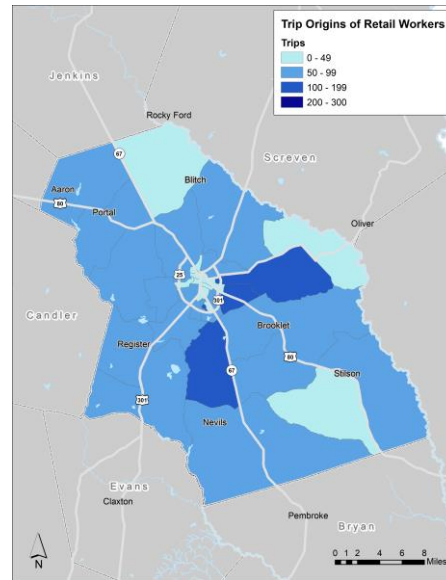 Trip Origins of Retail Workers
Trips
0 - 49
50 - 99
100 - 199
200 - 300
Jenkins
Rocky Ford
67
Screven
Blitch
Aaron
80
Portal
Oliver
25
301
Candler
Brooklet
Register
80
Stilson
67
301
Nevils
Evans
Claxton
Pembroke
Bryan
N
0 1 2 4 6 8
Miles